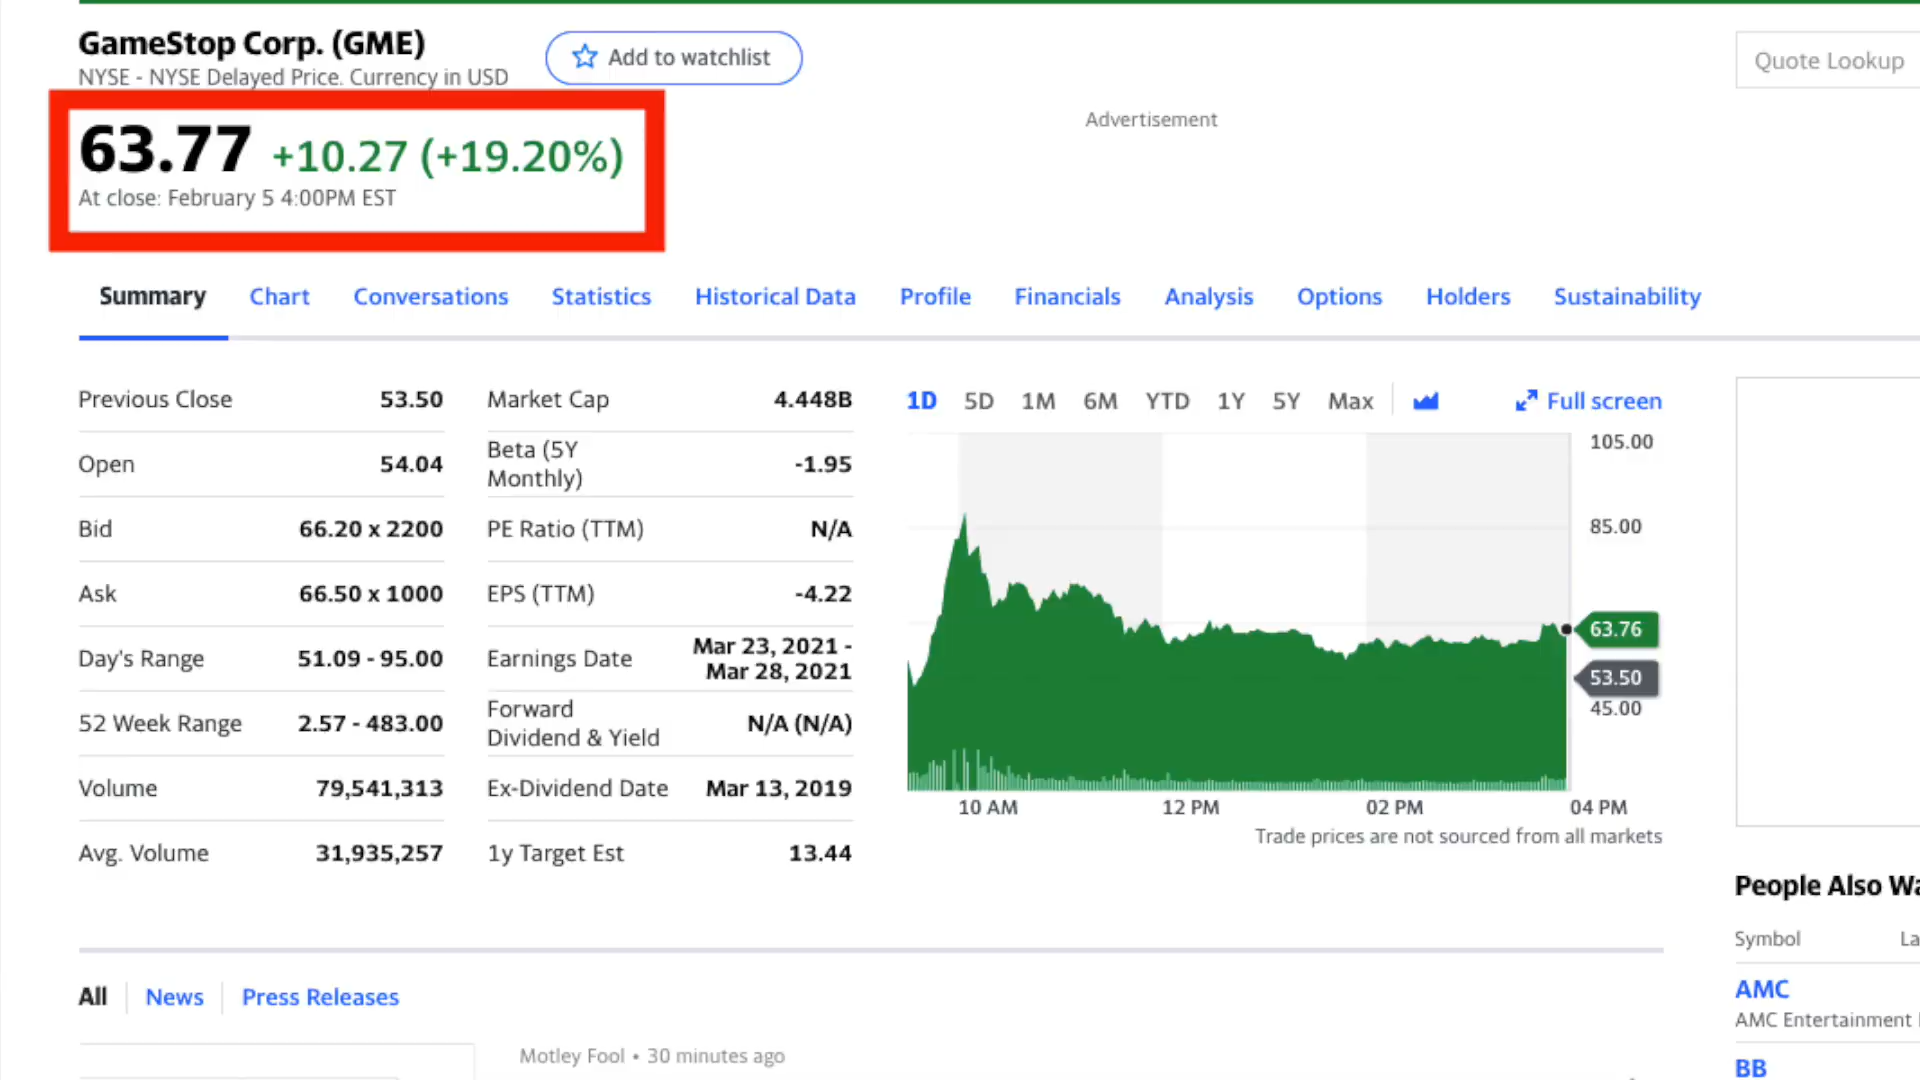 GameStop Corp. (GME)
Add to watchlist
NYSE - NYSE Delayed Price. Currency in USD
Quote Lookup
Advertisement
63.77 +10.27 (+19.20%)
At close: February 5 4:00PM EST
Summary Chart Conversations Statistics Historical Data Profile Financials Analysis Options Holders Sustainability
Previous Close 53.50
Open 54.04
Bid 66.20 x 2200
Ask 66.50 x 1000
Day's Range 51.09 - 95.00
52 Week Range 2.57 - 483.00
Volume 79,541,313
Avg. Volume 31,935,257
Market Cap 4.448B
Beta (5Y
Monthly) -1.95
PE Ratio (TTM) N/A
EPS (TTM) -4.22
Earnings Date Mar 23, 2021 -
Mar 28, 2021
Forward
Dividend & Yield N/A (N/A)
Ex-Dividend Date Mar 13, 2019
1y Target Est 13.44
1D 5D 1M 6M YTD 1Y 5Y Max Full screen
105.00
85.00
63.76
53.50
45.00
10 AM 12 PM 02 PM 04 PM
Trade prices are not sourced from all markets
People Also Wa
Symbol La
AMC
AMC Entertainment
BB
All News Press Releases
Motley Fool • 30 minutes ago